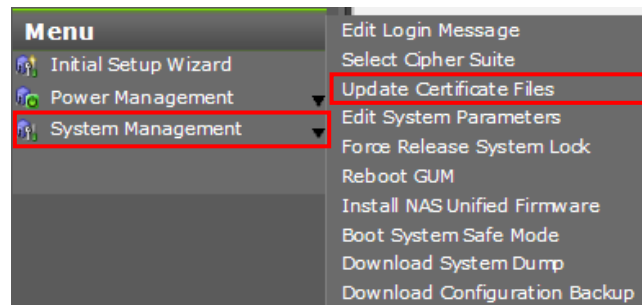 Menu
Initial Setup Wizard
Power Management
System Management
Edit Login Message
Select Cipher Suite
Update Certificate Files
Edit System Parameters
Force Release System Lock
Reboot GUM
Install NAS Unified Firmware
Boot System Safe Mode
Download System Dump
Download Configuration Backup